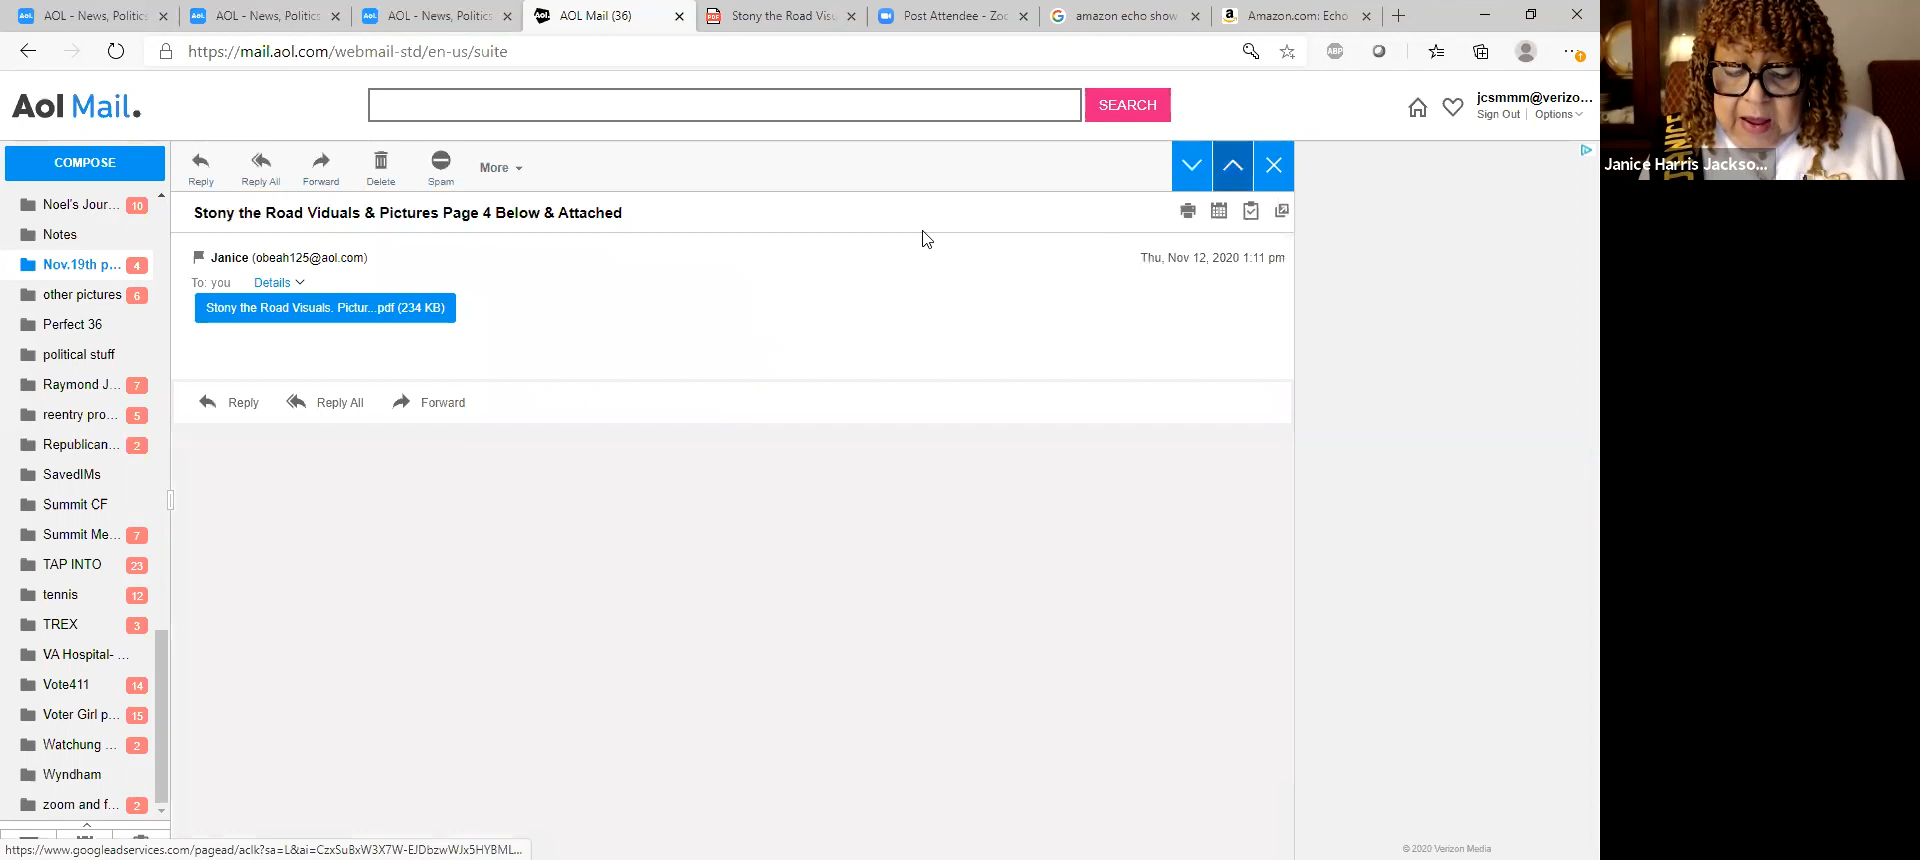 AOL - News, Politics
AOL - News, Politics
AOL - News, Politics
AOL Mail (36)
Stony the Road Visu
Post Attendee - Zoo
amazon echo show
Amazon.com: Echo
https://mail.aol.com/webmail-std/en-us/suite
ABP
Aol Mail.
SEARCH
jcsmmm@verizo...
Sign Out | Options
COMPOSE
Reply
Reply All
Forward
Delete
Spam
More
Janice Harris Jackso...
Noel's Jour... 10
Notes
Nov.19th p... 4
other pictures 6
Perfect 36
political stuff
Raymond J... 7
reentry pro... 5
Republican... 2
SavedIMs
Summit CF
Summit Me... 7
TAP INTO 23
tennis 12
TREX 3
VA Hospital- ...
Vote411 14
Voter Girl p... 15
Watchung ... 2
Wyndham
zoom and f... 2
Stony the Road Viduals & Pictures Page 4 Below & Attached
Janice (obeah125@aol.com)
Thu, Nov 12, 2020 1:11 pm
To: you Details
Stony the Road Visuals. Pictur...pdf (234 KB)
Reply Reply All Forward
https://www.googleadservices.com/pagead/aclk?sa=L&ai=CzxSuBxW3X7W-EJDbzwWJx5HYBML...
© 2020 Verizon Media